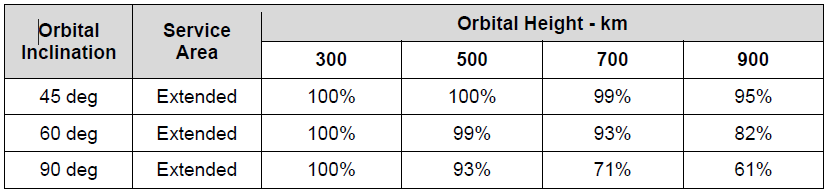 Orbital Inclination Service Area Orbital Height - km
300 500 700 900
45 deg Extended 100% 100% 99% 95%
60 deg Extended 100% 99% 93% 82%
90 deg Extended 100% 93% 71% 61%